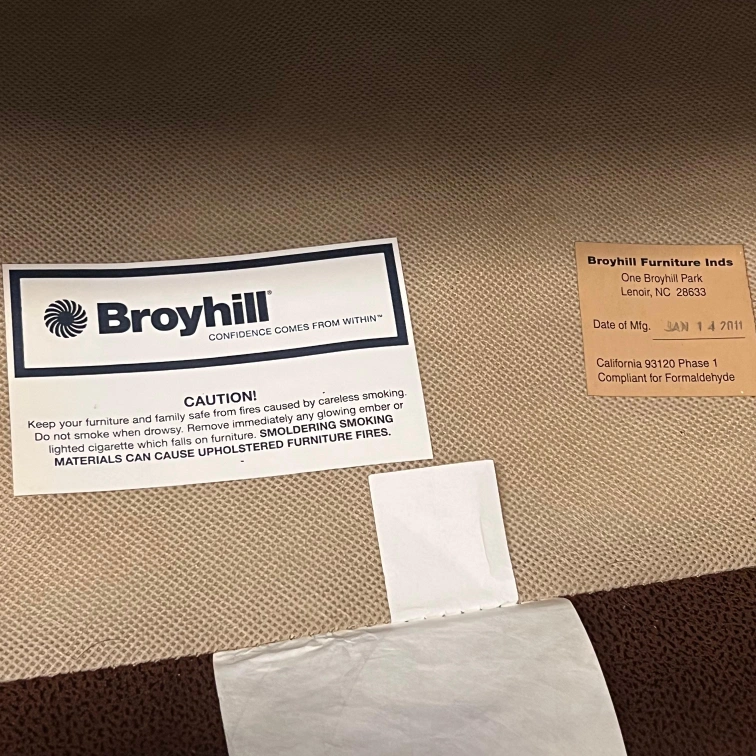 Broyhill®
CONFIDENCE COMES FROM WITHIN™
CAUTION!
Keep your furniture and family safe from fires caused by careless smoking.
Do not smoke when drowsy. Remove immediately any glowing ember or
lighted cigarette which falls on furniture. SMOLDERING SMOKING
MATERIALS CAN CAUSE UPHOLSTERED FURNITURE FIRES.
Broyhill Furniture Inds
One Broyhill Park
Lenoir, NC 28633
Date of Mfg. JAN 14 2011
California 93120 Phase 1
Compliant for Formaldehyde